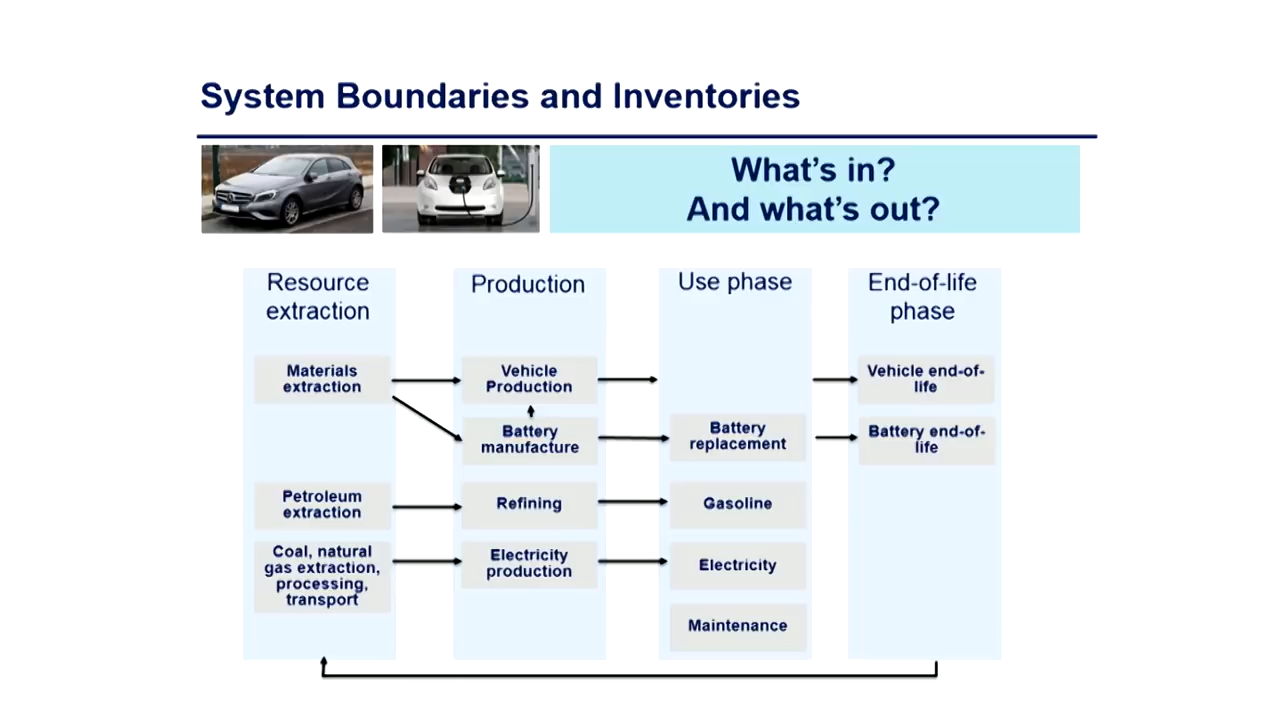 System Boundaries and Inventories
What's in?
And what's out?
Resource
extraction
Materials
extraction
Petroleum
extraction
Coal, natural
gas extraction,
processing,
transport
Production
Vehicle
Production
Battery
manufacture
Refining
Electricity
production
Use phase
Battery
replacement
Gasoline
Electricity
Maintenance
End-of-life
phase
Vehicle end-of-
life
Battery end-of-
life